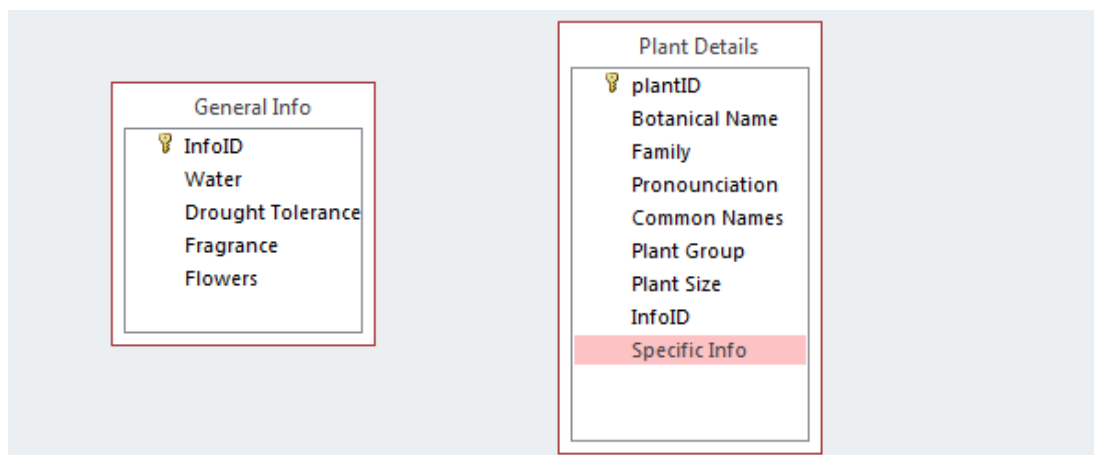 General Info
InfoID
Water
Drought Tolerance
Fragrance
Flowers
Plant Details
plantID
Botanical Name
Family
Pronounciation
Common Names
Plant Group
Plant Size
InfoID
Specific Info